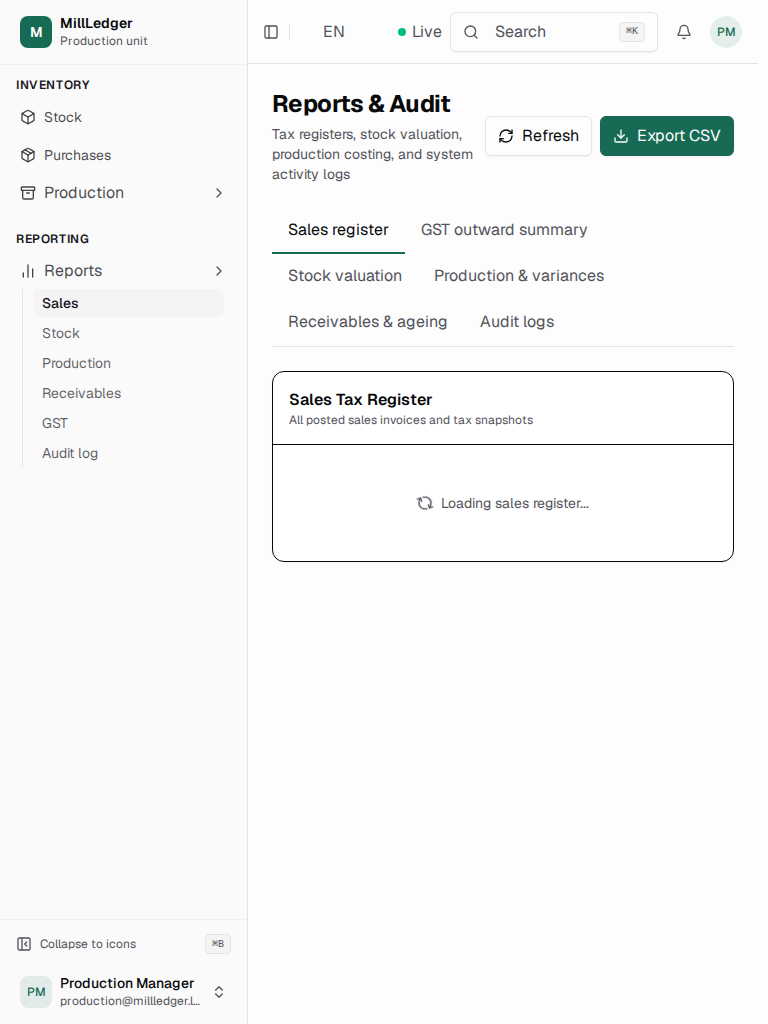 M
MillLedger
Production unit
INVENTORY
Stock
Purchases
Production
REPORTING
Reports
Sales
Stock
Production
Receivables
GST
Audit log
Collapse to icons
⌘B
PM
Production Manager
production@millledger.l...
EN
Live
Search
⌘K
PM
Reports & Audit
Tax registers, stock valuation,
production costing, and system
activity logs
Refresh
Export CSV
Sales register
GST outward summary
Stock valuation
Production & variances
Receivables & ageing
Audit logs
Sales Tax Register
All posted sales invoices and tax snapshots
Loading sales register...